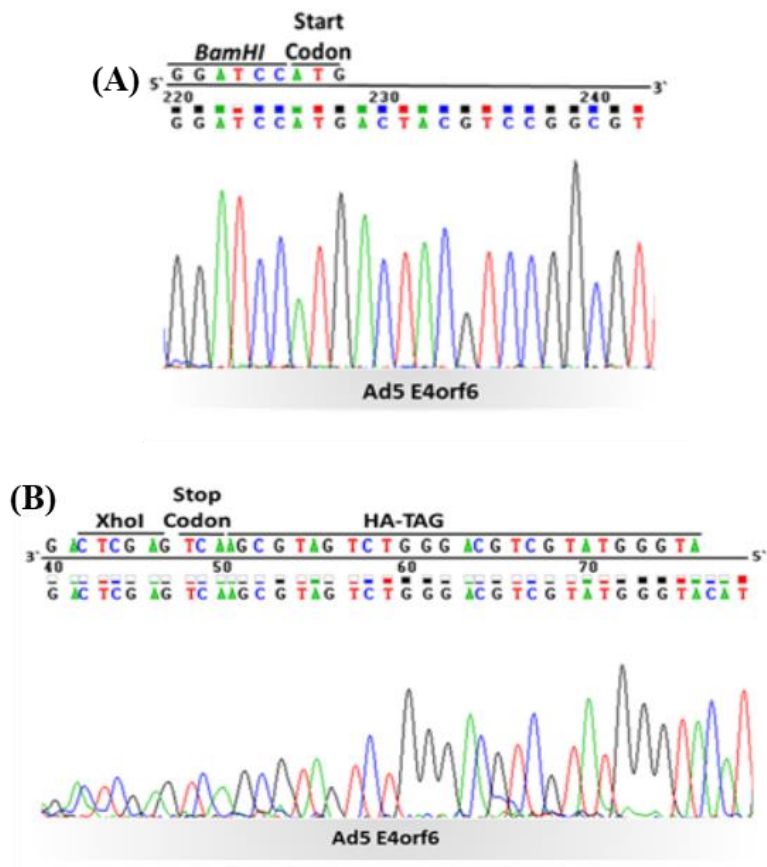 Start
BamHI Codon
(A) G G A T C C A T G
5` 3`
220 230 240
G G A T C C A T G A C T A C G T C C G G C G T
Ad5 E4orf6
(B) Stop
XhoI Codon HA-TAG
G A C T C G A G T C A A G C G T A G T C T G G G A C G T C G T A T G G G T A
3` 5`
40 50 60 70
G A C T C G A G T C A A G C G T A G T C T G G G A C G T C G T A T G G G T A C A T
Ad5 E4orf6